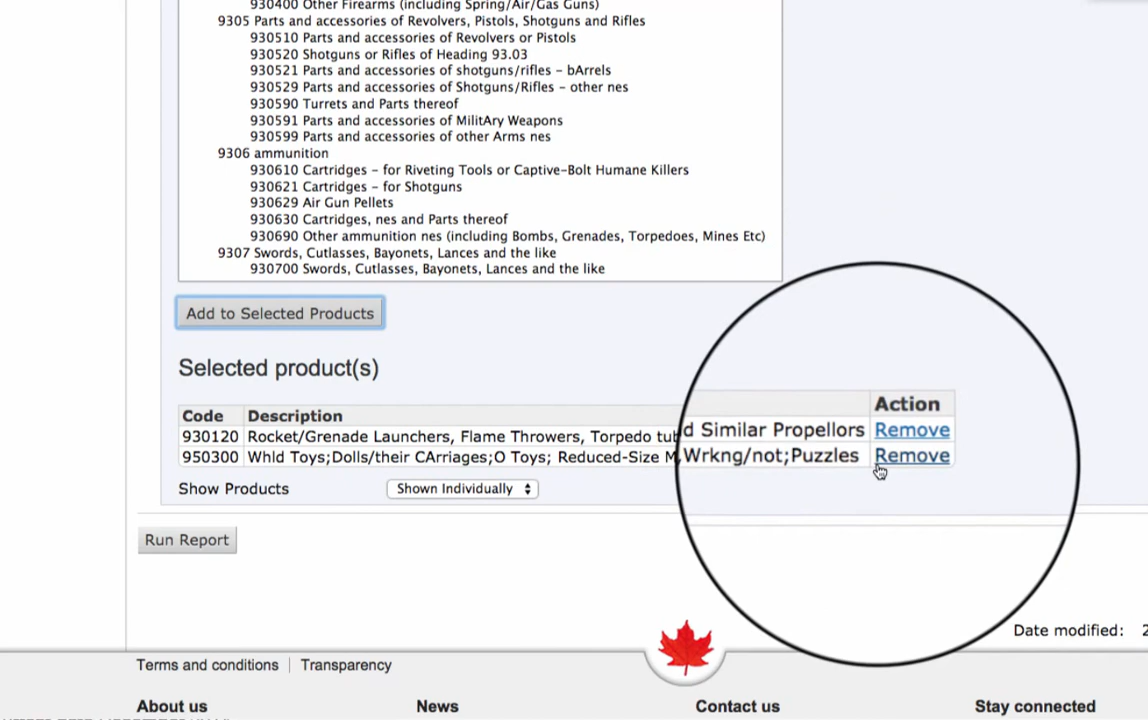 930400 Other Firearms (including Spring/Air/Gas Guns)
9305 Parts and accessories of Revolvers, Pistols, Shotguns and Rifles
930510 Parts and accessories of Revolvers or Pistols
930520 Shotguns or Rifles of Heading 93.03
930521 Parts and accessories of shotguns/rifles - bArrels
930529 Parts and accessories of Shotguns/Rifles - other nes
930590 Turrets and Parts thereof
930591 Parts and accessories of MilitAry Weapons
930599 Parts and accessories of other Arms nes
9306 ammunition
930610 Cartridges - for Riveting Tools or Captive-Bolt Humane Killers
930621 Cartridges - for Shotguns
930629 Air Gun Pellets
930630 Cartridges, nes and Parts thereof
930690 Other ammunition nes (including Bombs, Grenades, Torpedoes, Mines Etc)
9307 Swords, Cutlasses, Bayonets, Lances and the like
930700 Swords, Cutlasses, Bayonets, Lances and the like
Add to Selected Products
Selected product(s)
Code Description Action
930120 Rocket/Grenade Launchers, Flame Throwers, Torpedo tub d Similar Propellors Remove
950300 Whld Toys;Dolls/their CArriages;O Toys; Reduced-Size M Wrkng/not;Puzzles Remove
Show Products Shown Individually
Run Report
Date modified: 2
Terms and conditions Transparency
About us News Contact us Stay connected